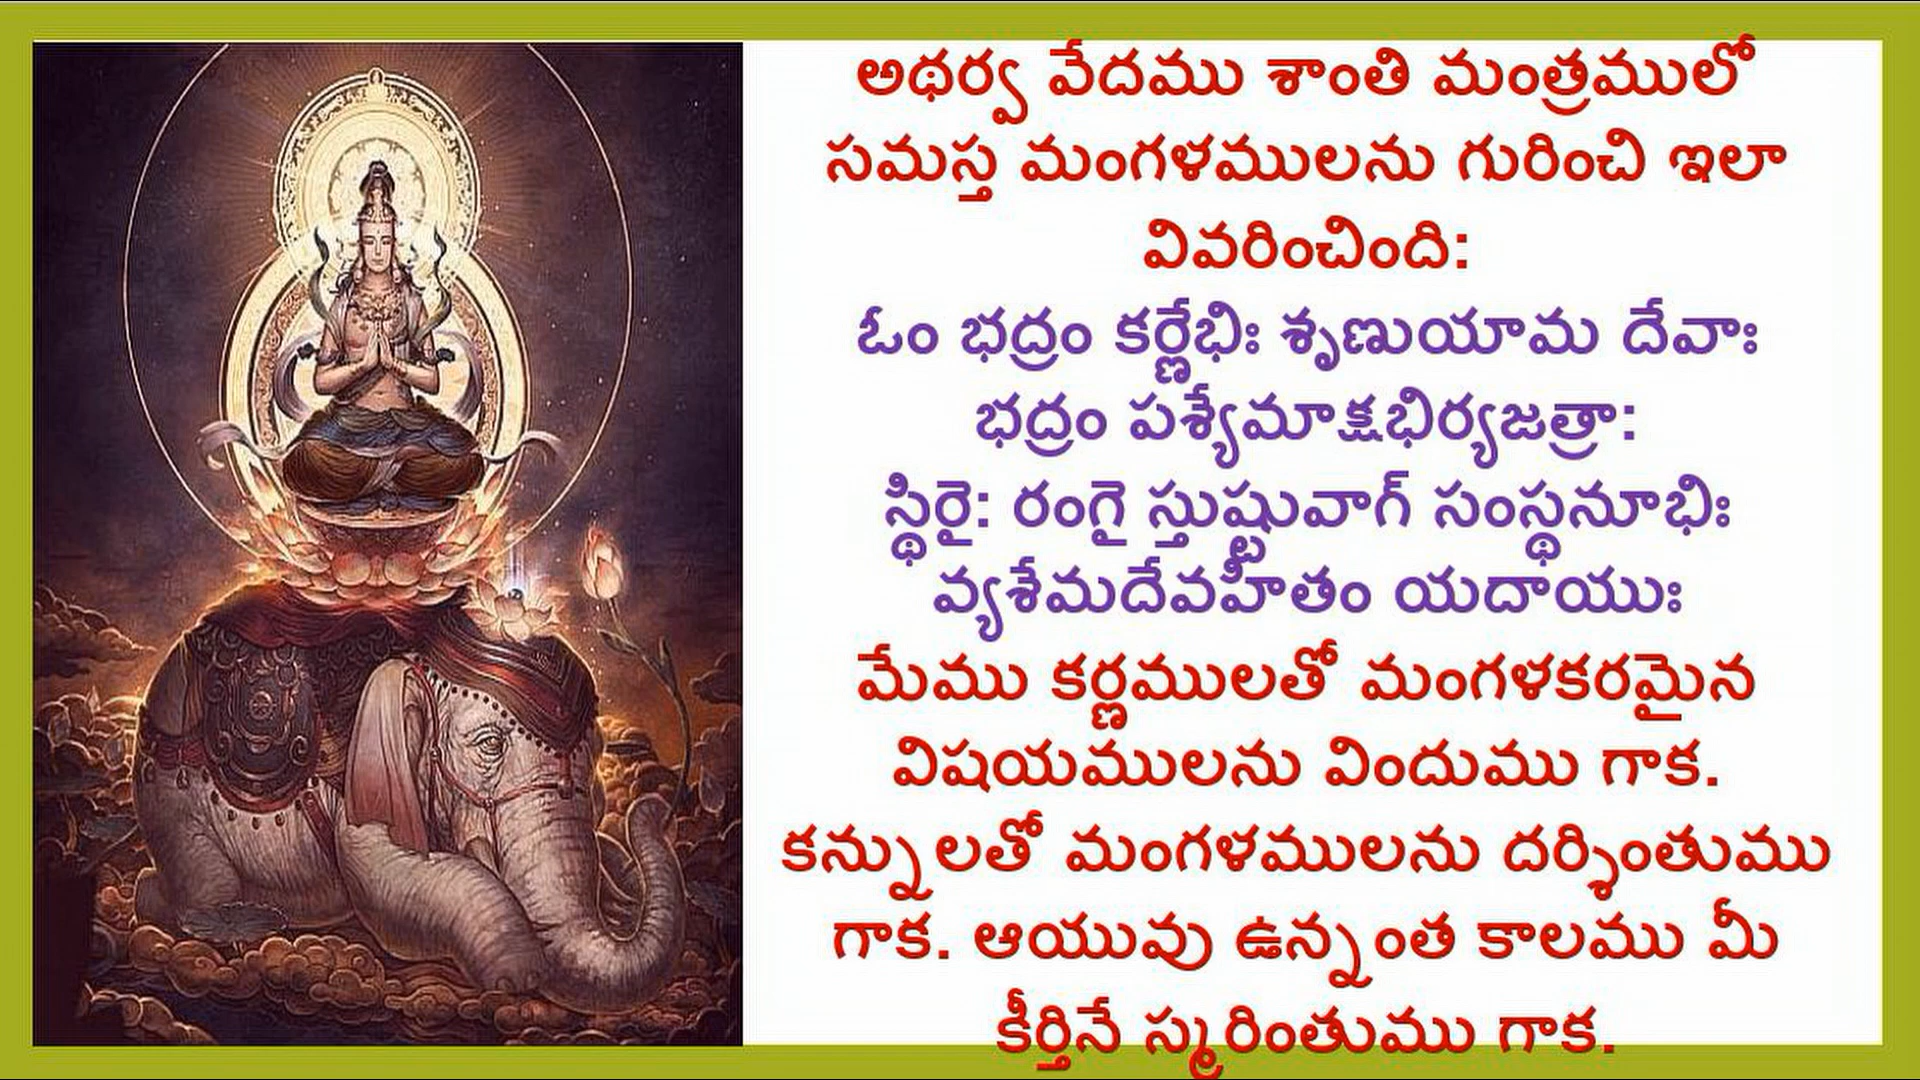 అథర్వ వేదము శాంతి మంత్రములో
సమస్త మంగళములను గురించి ఇలా
వివరించింది:
ఓం భద్రం కర్ణేభిః శృణుయామ దేవాః
భద్రం పశ్యేమాక్షభిర్యజత్రా:
స్థిరై: రంగై స్తుష్టువాగ్ సంస్థనూభిః
వ్యశేమదేవహితం యదాయుః
మేము కర్ణములతో మంగళకరమైన
విషయములను విందుము గాక.
కన్నులతో మంగళములను దర్శింతుము
గాక. ఆయువు ఉన్నంత కాలము మీ
కీర్తినే స్మరింతుము గాక.